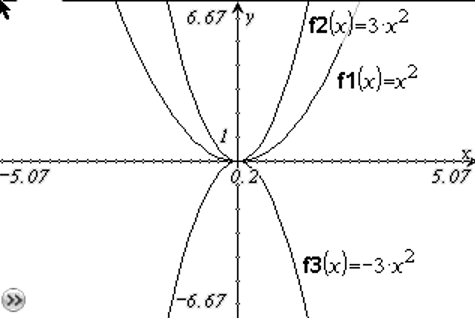 6.67 y
f2(x)=3·x²
f1(x)=x²
1
x
-5.07 0.2 5.07
f3(x)=-3·x²
-6.67